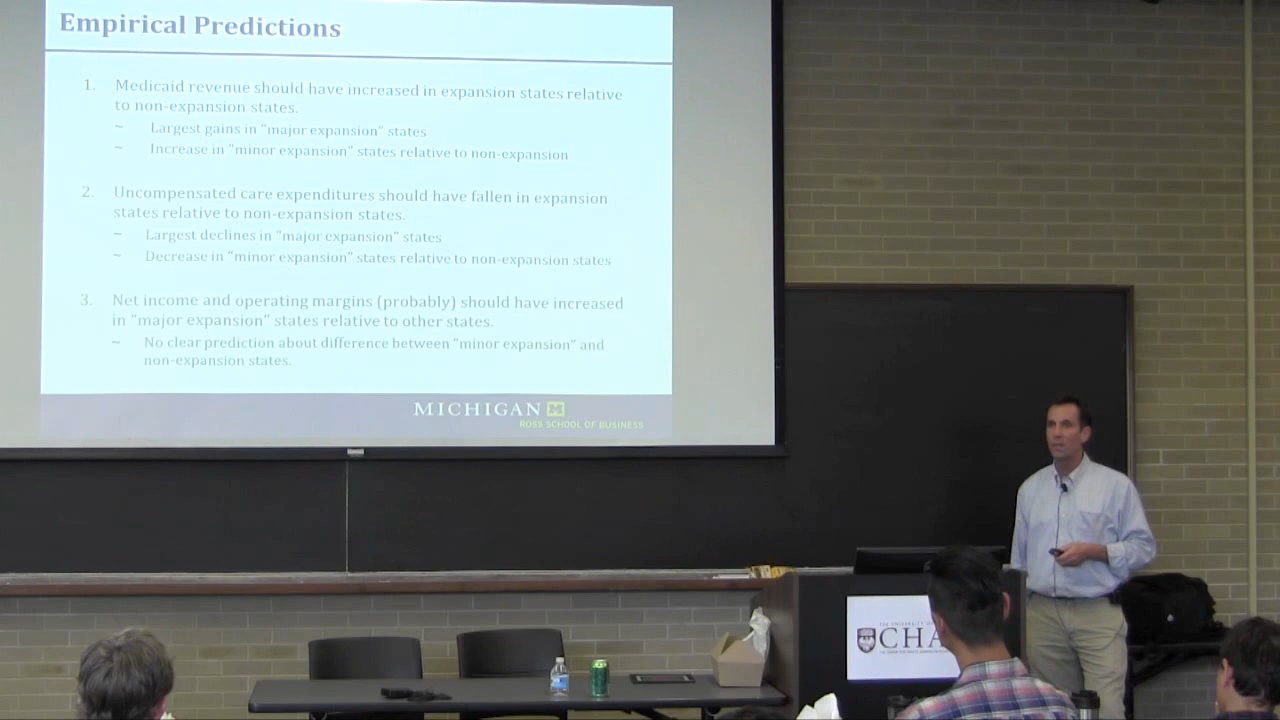 Empirical Predictions
1. Medicaid revenue should have increased in expansion states relative
to non-expansion states.
~ Largest gains in "major expansion" states
~ Increase in "minor expansion" states relative to non-expansion
2. Uncompensated care expenditures should have fallen in expansion
states relative to non-expansion states.
~ Largest declines in "major expansion" states
~ Decrease in "minor expansion" states relative to non-expansion states
3. Net income and operating margins (probably) should have increased
in "major expansion" states relative to other states.
~ No clear prediction about difference between "minor expansion" and
non-expansion states.
MICHIGAN M
ROSS SCHOOL OF BUSINESS
THE UNIVERSITY
CHA